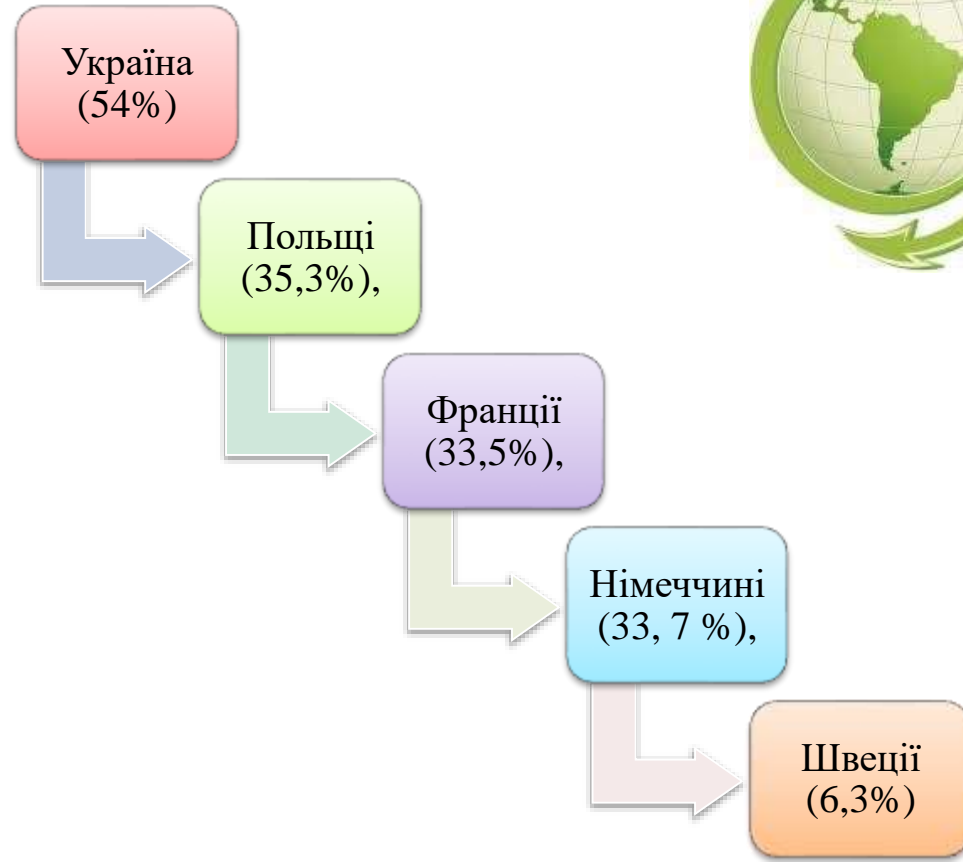 Україна
(54%)
Польщі
(35,3%),
Франції
(33,5%),
Німеччині
(33, 7 %),
Швеції
(6,3%)